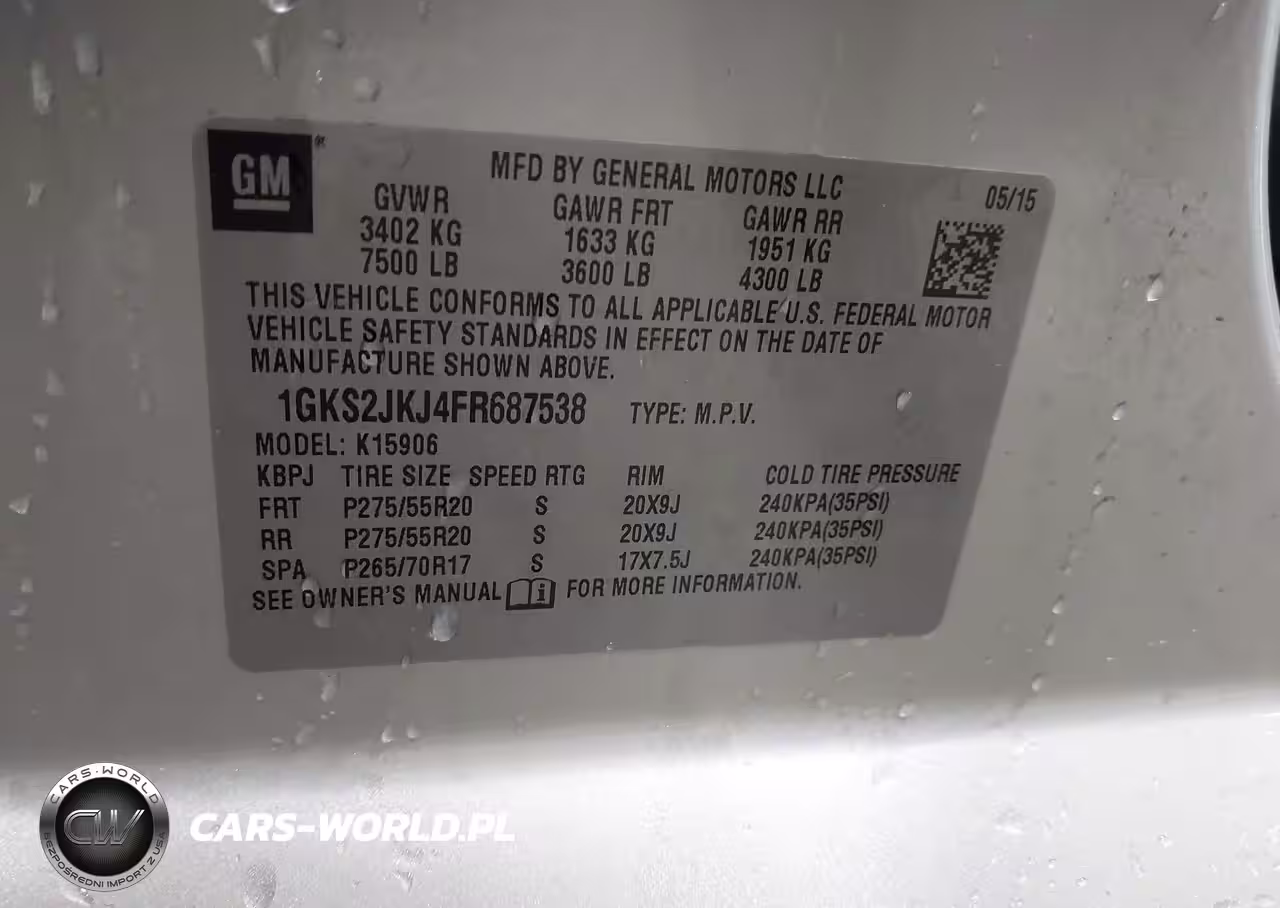 GM ®
MFD BY GENERAL MOTORS LLC
05/15
GVWR GAWR FRT GAWR RR
3402 KG 1633 KG 1951 KG
7500 LB 3600 LB 4300 LB
THIS VEHICLE CONFORMS TO ALL APPLICABLE U.S. FEDERAL MOTOR
VEHICLE SAFETY STANDARDS IN EFFECT ON THE DATE OF
MANUFACTURE SHOWN ABOVE.
1GKS2JKJ4FR687538 TYPE: M.P.V.
MODEL: K15906
KBPJ TIRE SIZE SPEED RTG RIM COLD TIRE PRESSURE
FRT P275/55R20 S 20X9J 240KPA(35PSI)
RR P275/55R20 S 20X9J 240KPA(35PSI)
SPA P265/70R17 S 17X7.5J 240KPA(35PSI)
SEE OWNER'S MANUAL FOR MORE INFORMATION.
CARS-WORLD
CW
BEZPOŚREDNI IMPORT Z USA
CARS-WORLD.PL